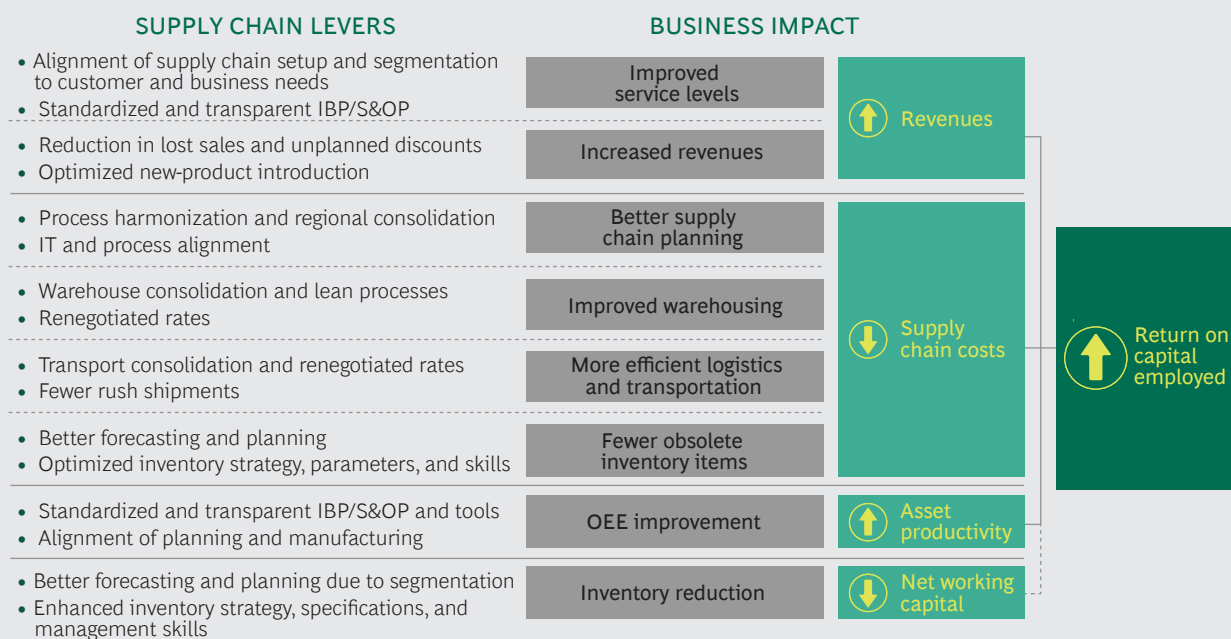 SUPPLY CHAIN LEVERS
BUSINESS IMPACT
• Alignment of supply chain setup and segmentation
to customer and business needs
• Standardized and transparent IBP/S&OP
Improved
service levels
• Reduction in lost sales and unplanned discounts
• Optimized new-product introduction
Increased revenues
Revenues
• Process harmonization and regional consolidation
• IT and process alignment
Better supply
chain planning
• Warehouse consolidation and lean processes
• Renegotiated rates
Improved warehousing
• Transport consolidation and renegotiated rates
• Fewer rush shipments
More efficient logistics
and transportation
• Better forecasting and planning
• Optimized inventory strategy, parameters, and skills
Fewer obsolete
inventory items
Supply
chain costs
• Standardized and transparent IBP/S&OP and tools
• Alignment of planning and manufacturing
OEE improvement
Asset
productivity
• Better forecasting and planning due to segmentation
• Enhanced inventory strategy, specifications, and
management skills
Inventory reduction
Net working
capital
Return on
capital
employed